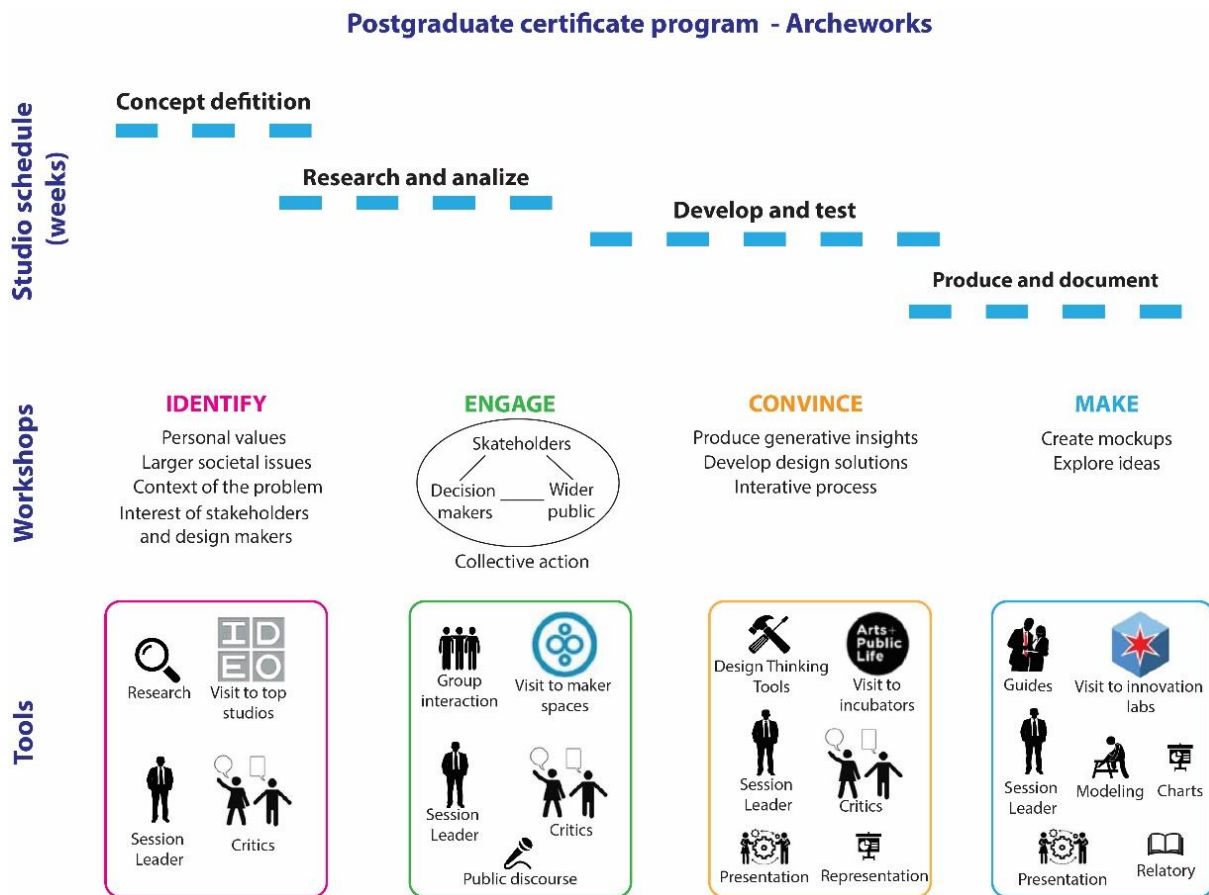 Postgraduate certificate program - Archeworks
Studio schedule
(weeks)
Concept defitition
Research and analize
Develop and test
Produce and document
Workshops
IDENTIFY
Personal values
Larger societal issues
Context of the problem
Interest of stakeholders
and design makers
ENGAGE
Skateholders
Decision
makers
Wider
public
Collective action
CONVINCE
Produce generative insights
Develop design solutions
Interative process
MAKE
Create mockups
Explore ideas
Tools
Research
ID
EO
Visit to top
studios
Session
Leader
Critics
Group
interaction
Visit to maker
spaces
Session
Leader
Critics
Public discourse
Design Thinking
Tools
Arts+
Public
Life
Visit to
incubators
Session
Leader
Critics
Presentation
Representation
Guides
Visit to innovation
labs
Session
Leader
Modeling
Charts
Presentation
Relatory